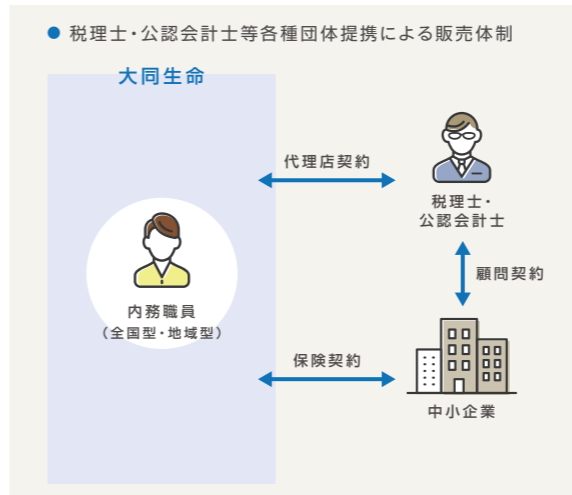 ● 税理士・公認会計士等各種団体提携による販売体制
大同生命
代理店契約
税理士・
公認会計士
顧問契約
内務職員
（全国型・地域型）
保険契約
中小企業